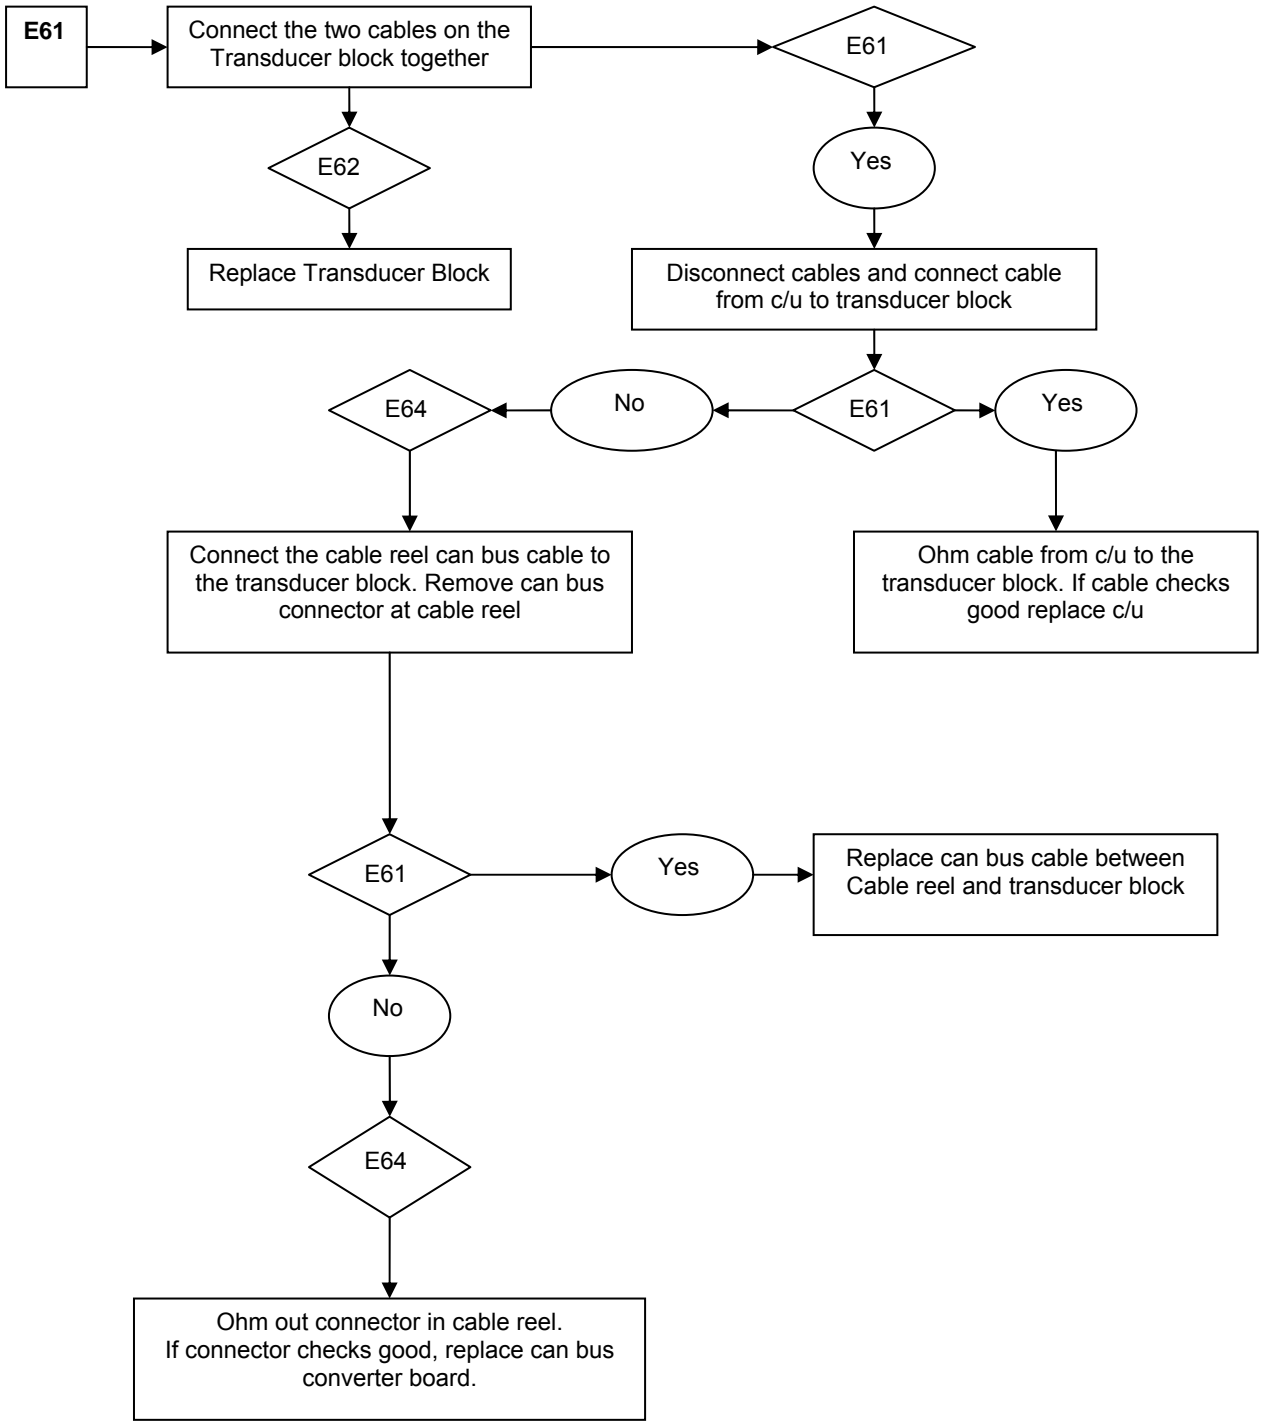 E61
Connect the two cables on the
Transducer block together
E61
E62
Yes
Replace Transducer Block
Disconnect cables and connect cable
from c/u to transducer block
E64
No
E61
Yes
Connect the cable reel can bus cable to
the transducer block. Remove can bus
connector at cable reel
Ohm cable from c/u to the
transducer block. If cable checks
good replace c/u
E61
Yes
Replace can bus cable between
Cable reel and transducer block
No
E64
Ohm out connector in cable reel.
If connector checks good, replace can bus
converter board.